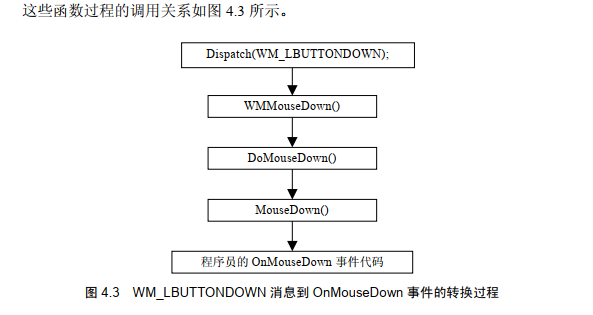 这些函数过程的调用关系如图 4.3 所示。
Dispatch(WM_LBUTTONDOWN);
WMMouseDown()
DoMouseDown()
MouseDown()
程序员的 OnMouseDown 事件代码
图 4.3 WM_LBUTTONDOWN 消息到 OnMouseDown 事件的转换过程